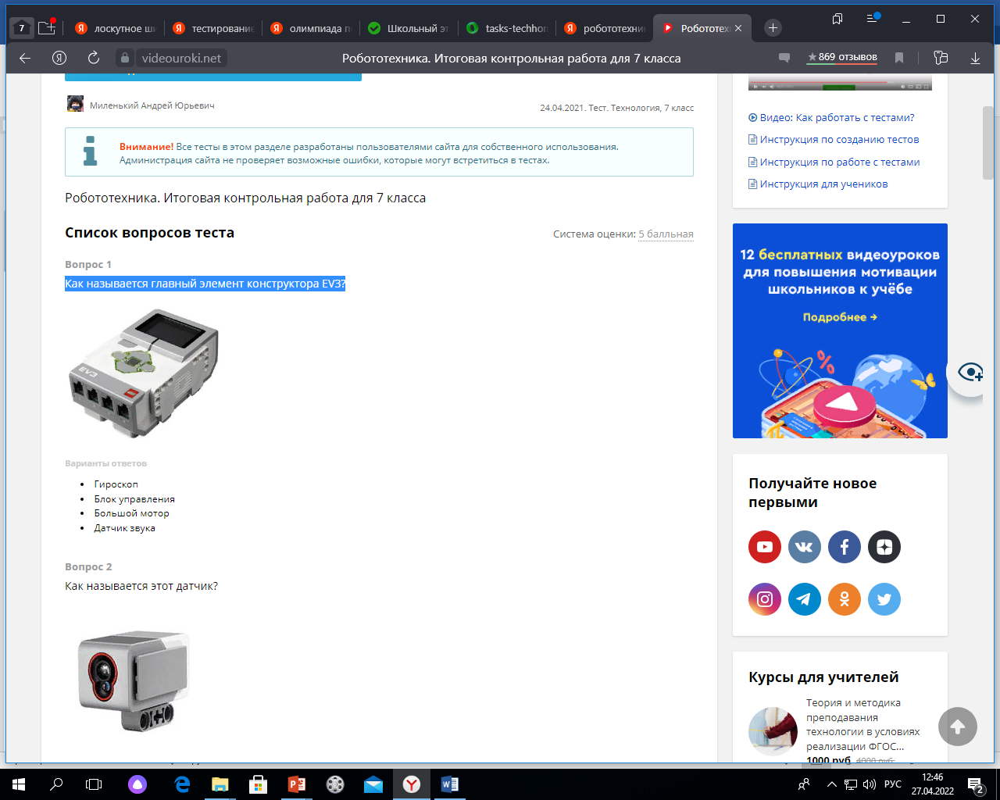 7
лоскутное ши
тестирование
олимпиада по
Школьный эт
tasks-techhor
робототехни
Робототехн
videouroki.net
Робототехника. Итоговая контрольная работа для 7 класса
★869 отзывов
Миленький Андрей Юрьевич
24.04.2021. Тест. Технология, 7 класс
Внимание! Все тесты в этом разделе разработаны пользователями сайта для собственного использования.
Администрация сайта не проверяет возможные ошибки, которые могут встретиться в тестах.
Робототехника. Итоговая контрольная работа для 7 класса
Список вопросов теста
Система оценки: 5 балльная
Вопрос 1
Как называется главный элемент конструктора EV3?
EV3
Варианты ответов
• Гироскоп
• Блок управления
• Большой мотор
• Датчик звука
Вопрос 2
Как называется этот датчик?
Видео: Как работать с тестами?
Инструкция по созданию тестов
Инструкция по работе с тестами
Инструкция для учеников
12 бесплатных видеоуроков
для повышения мотивации
школьников к учёбе
Подробнее →
Получайте новое
первыми
Курсы для учителей
Теория и методика
преподавания
технологии в условиях
реализации ФГОС...
1000 руб. 4000 руб.
РУС
12:46
27.04.2022
2